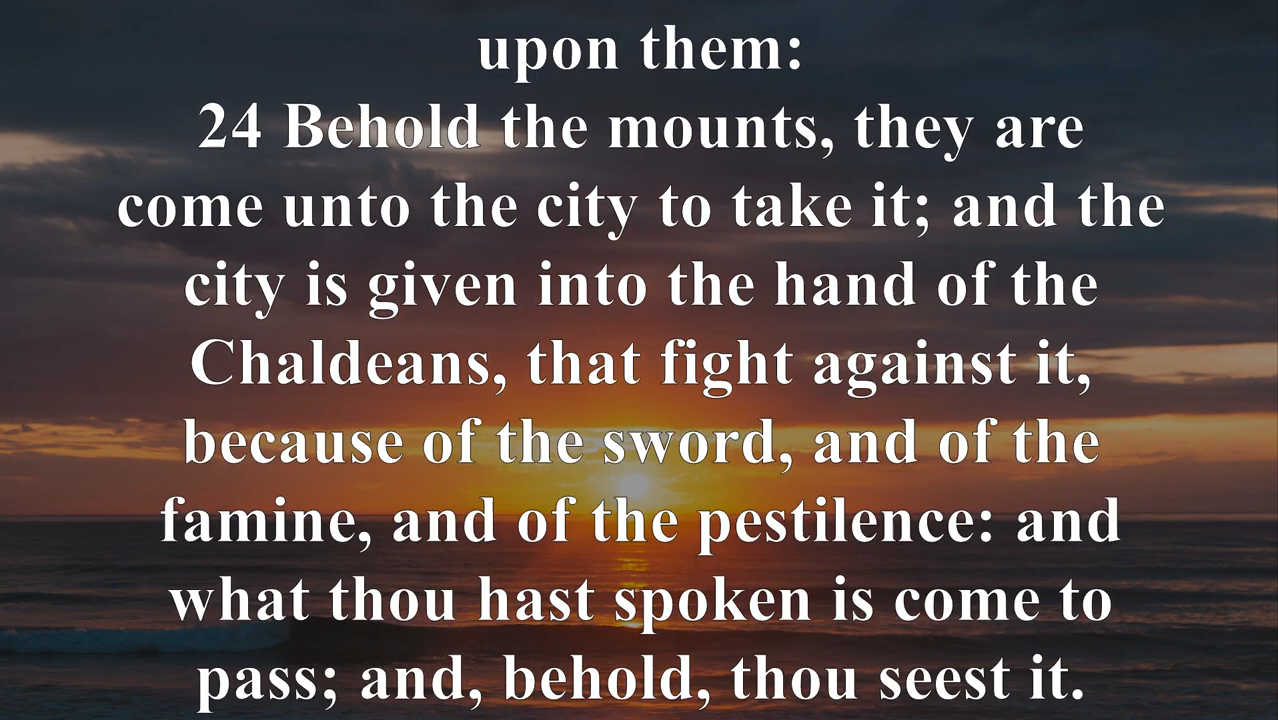 upon them:
24 Behold the mounts, they are
come unto the city to take it; and the
city is given into the hand of the
Chaldeans, that fight against it,
because of the sword, and of the
famine, and of the pestilence: and
what thou hast spoken is come to
pass; and, behold, thou seest it.